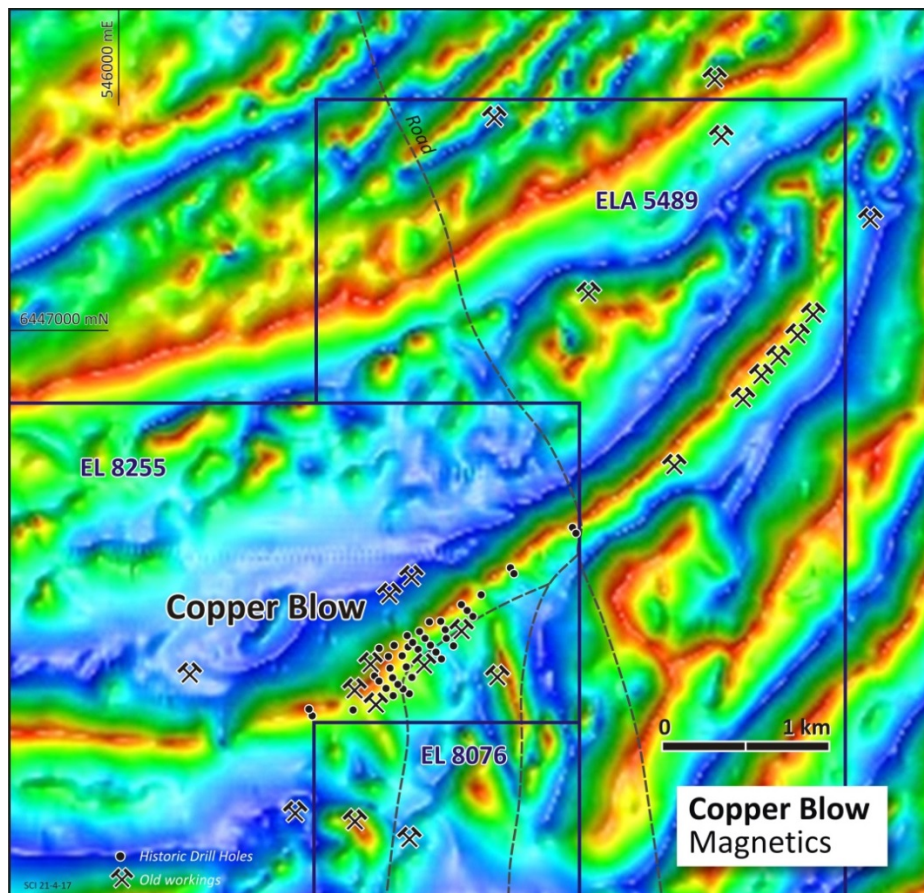 546000 mE
Road
ELA 5489
6447000 mN
EL 8255
Copper Blow
0 1 km
EL 8076
Copper Blow
Magnetics
Historic Drill Holes
Old workings
SCI 21-4-17